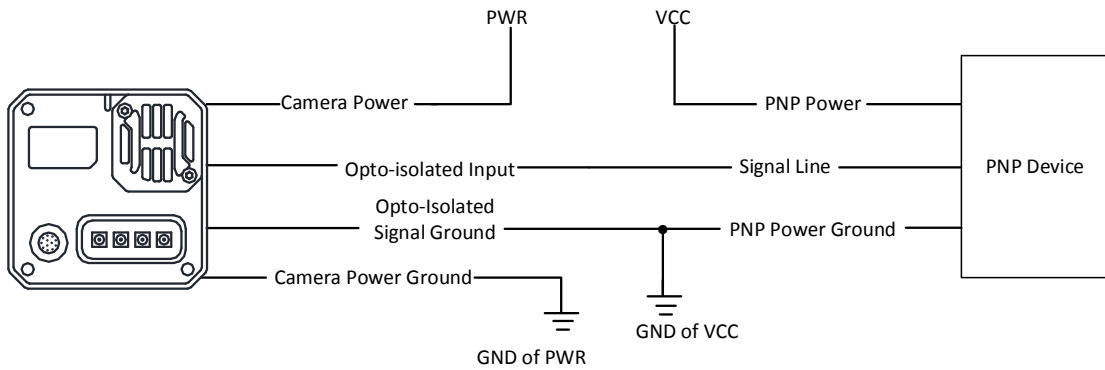 PWR
VCC
Camera Power
PNP Power
Opto-isolated Input
Signal Line
PNP Device
Opto-Isolated
Signal Ground
PNP Power Ground
Camera Power Ground
GND of VCC
GND of PWR